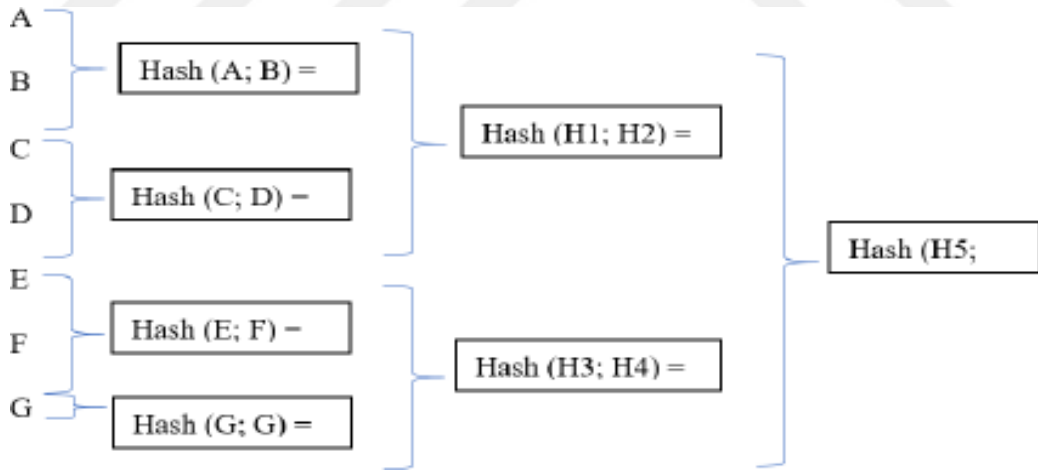 A
B
C
D
E
F
G
Hash (A; B) =
Hash (C; D) =
Hash (E; F) =
Hash (G; G) =
Hash (H1; H2) =
Hash (H3; H4) =
Hash (H5;